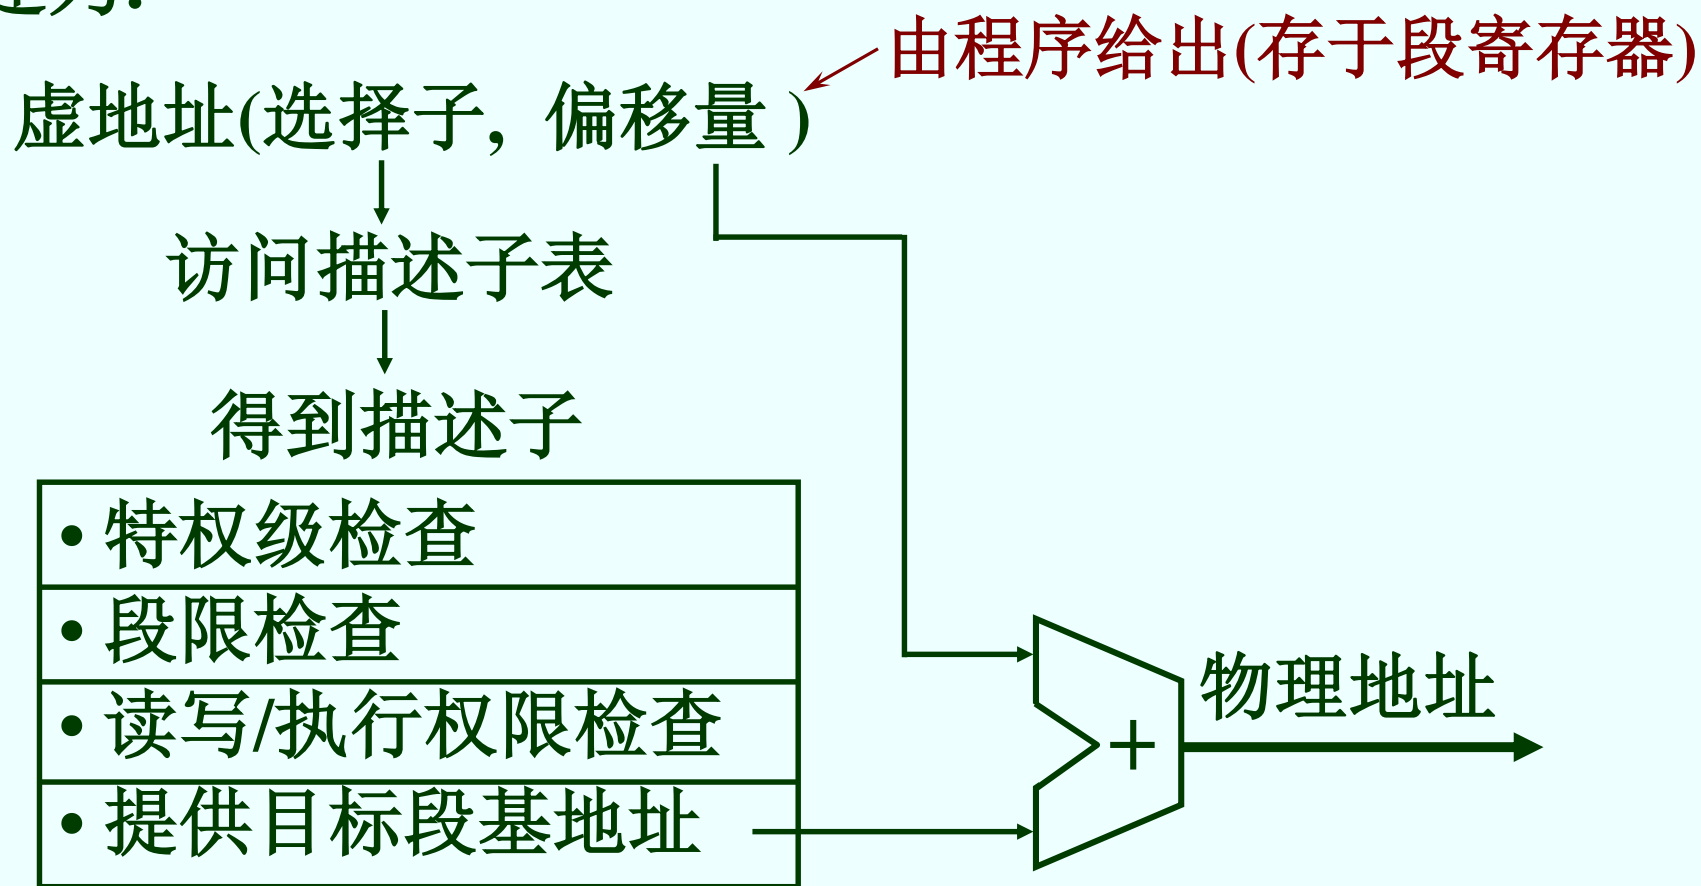 由程序给出(存于段寄存器)
虚地址(选择子, 偏移量 )
访问描述子表
得到描述子
• 特权级检查
• 段限检查
• 读写/执行权限检查
• 提供目标段基地址
+
物理地址